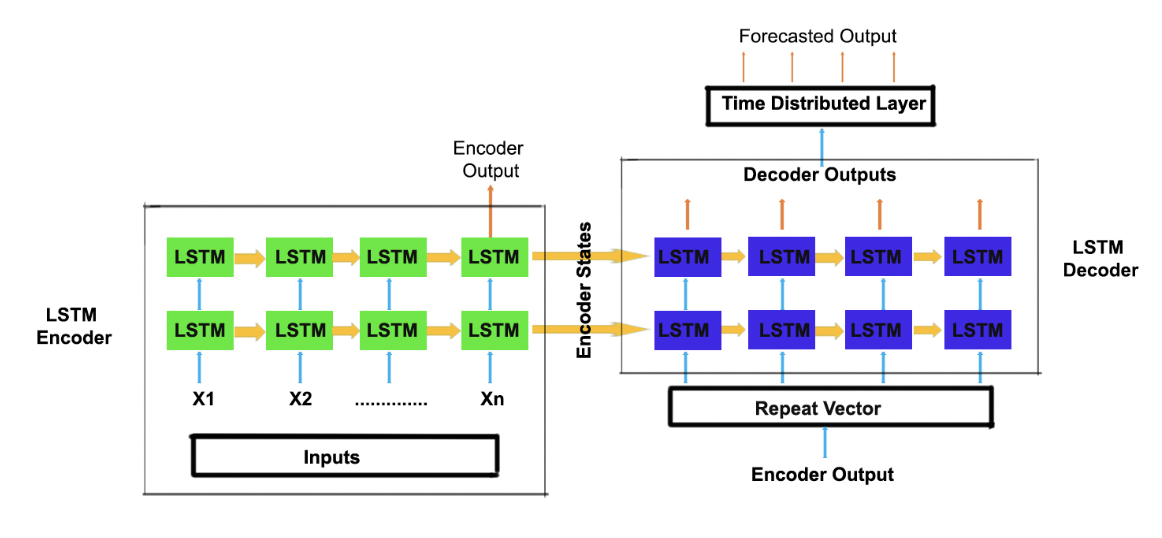 Forecasted Output
Time Distributed Layer
Encoder
Output
Decoder Outputs
LSTM LSTM LSTM LSTM
Encoder States
LSTM LSTM LSTM LSTM
LSTM
Decoder
LSTM
Encoder
LSTM LSTM LSTM LSTM
LSTM LSTM LSTM LSTM
X1 X2 .............. Xn
Repeat Vector
Inputs
Encoder Output